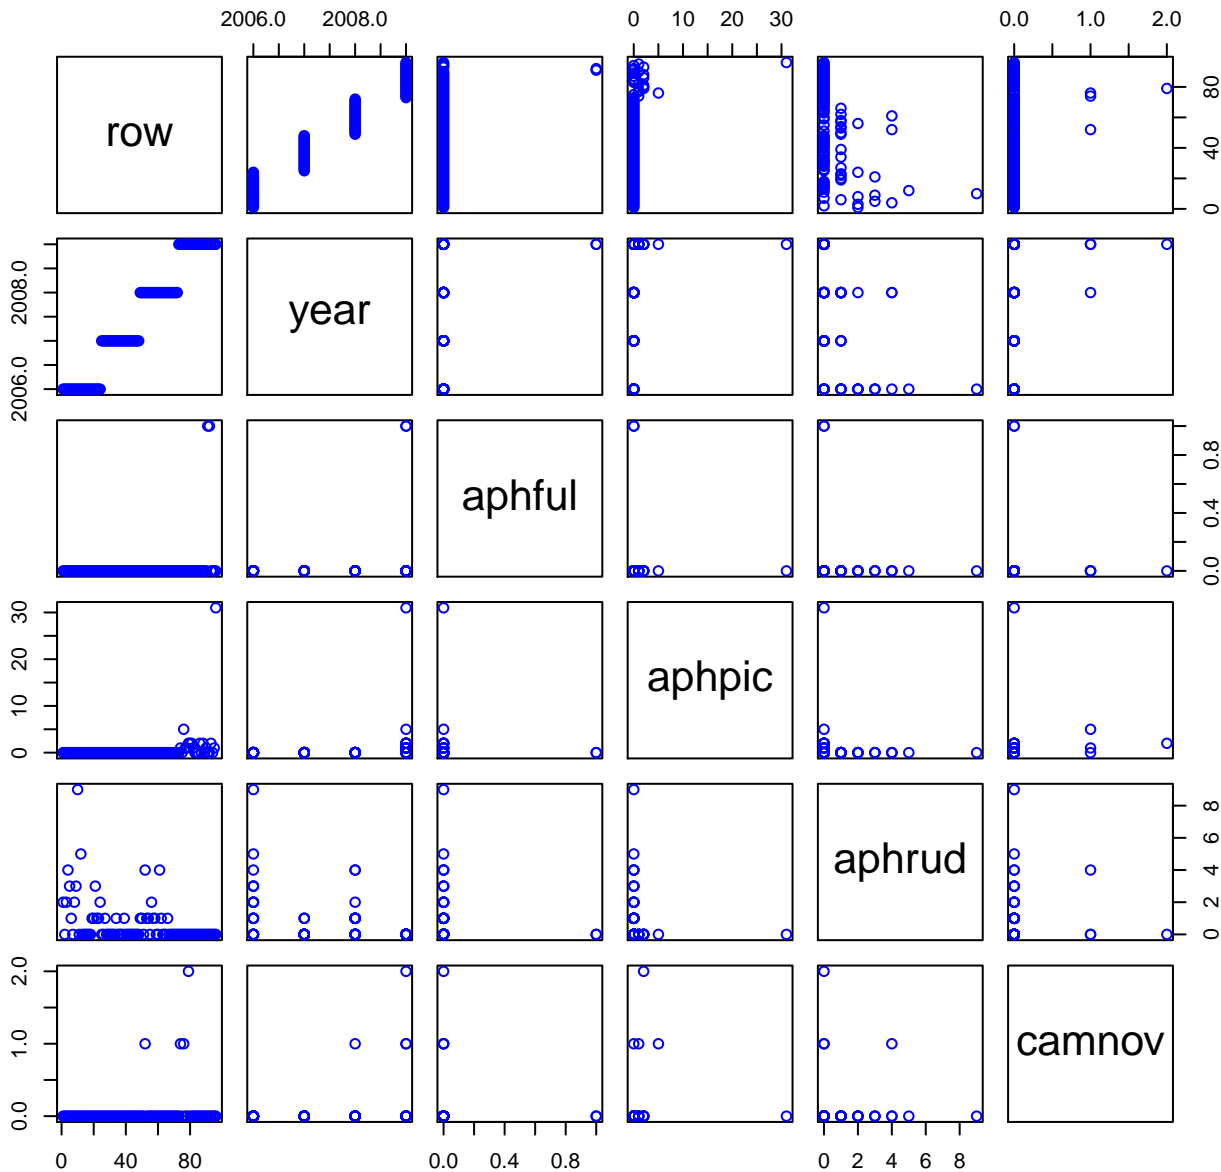 2006.0 2008.0 0 10 20 30 0.0 1.0 2.0
row 0 40 80
2006.0 2008.0 year
aphful 0.0 0.4 0.8
0 10 20 30 aphpic
aphrud 0 2 4 6 8
0.0 1.0 2.0 camnov
0 40 80 0.0 0.4 0.8 0 2 4 6 8